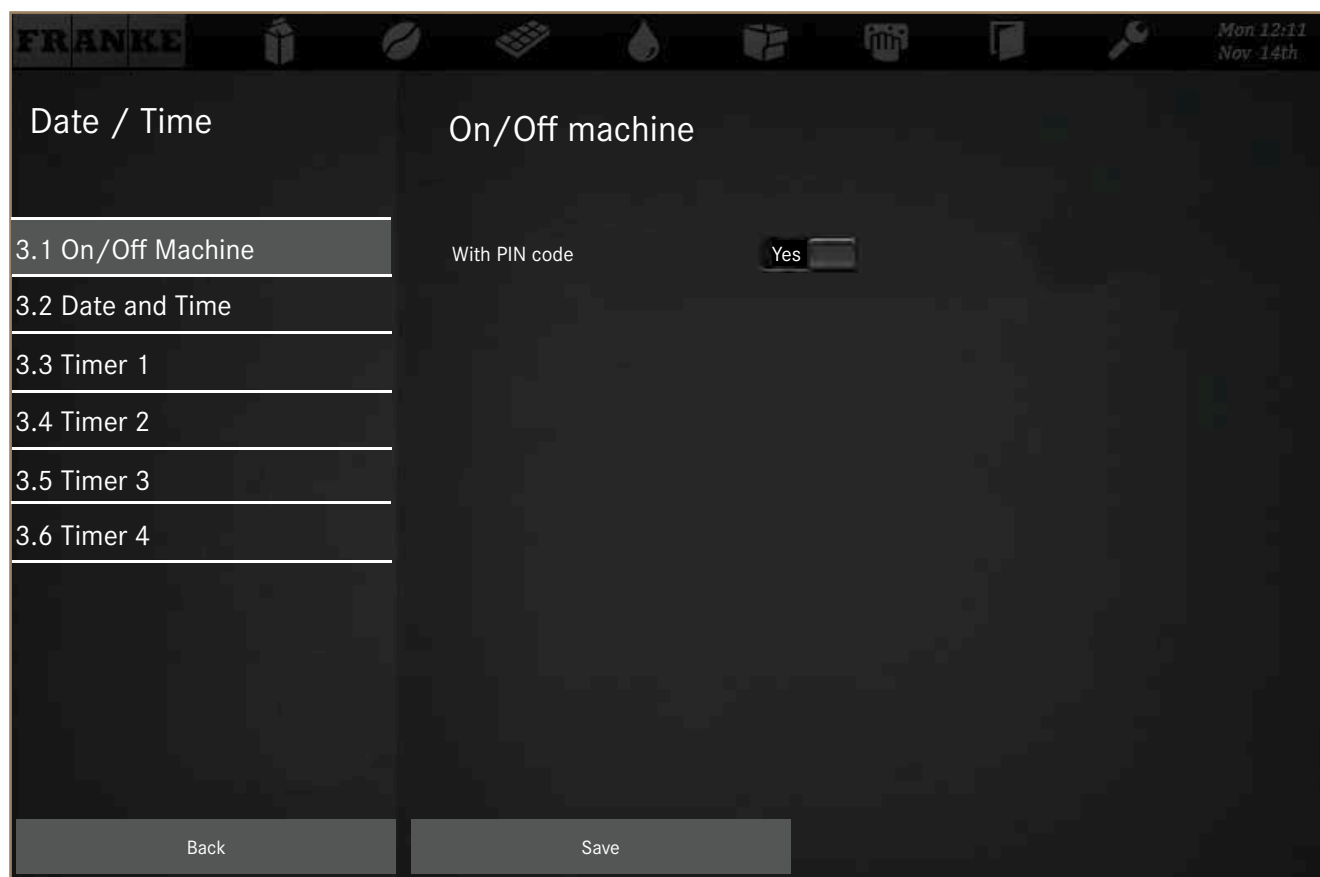 FRANKE
Mon 12:11
Nov 14th
Date / Time
3.1 On/Off Machine
3.2 Date and Time
3.3 Timer 1
3.4 Timer 2
3.5 Timer 3
3.6 Timer 4
On/Off machine
With PIN code Yes
Back
Save